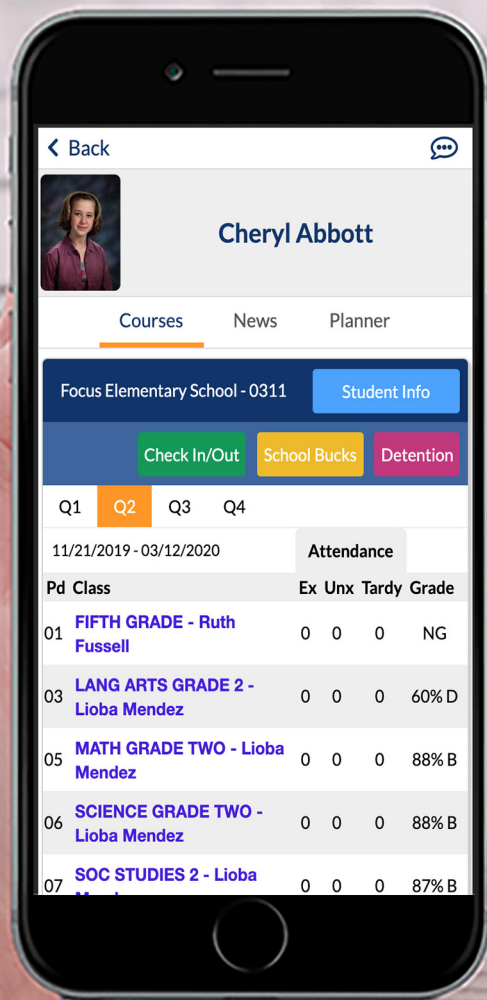 Back
Cheryl Abbott
Courses News Planner
Focus Elementary School - 0311 Student Info
Check In/Out School Bucks Detention
Q1 Q2 Q3 Q4
11/21/2019 - 03/12/2020 Attendance
Pd Class Ex Unx Tardy Grade
01 FIFTH GRADE - Ruth
Fussell 0 0 0 NG
03 LANG ARTS GRADE 2 -
Lioba Mendez 0 0 0 60% D
05 MATH GRADE TWO - Lioba
Mendez 0 0 0 88% B
06 SCIENCE GRADE TWO -
Lioba Mendez 0 0 0 88% B
07 SOC STUDIES 2 - Lioba
0 0 0 87% B